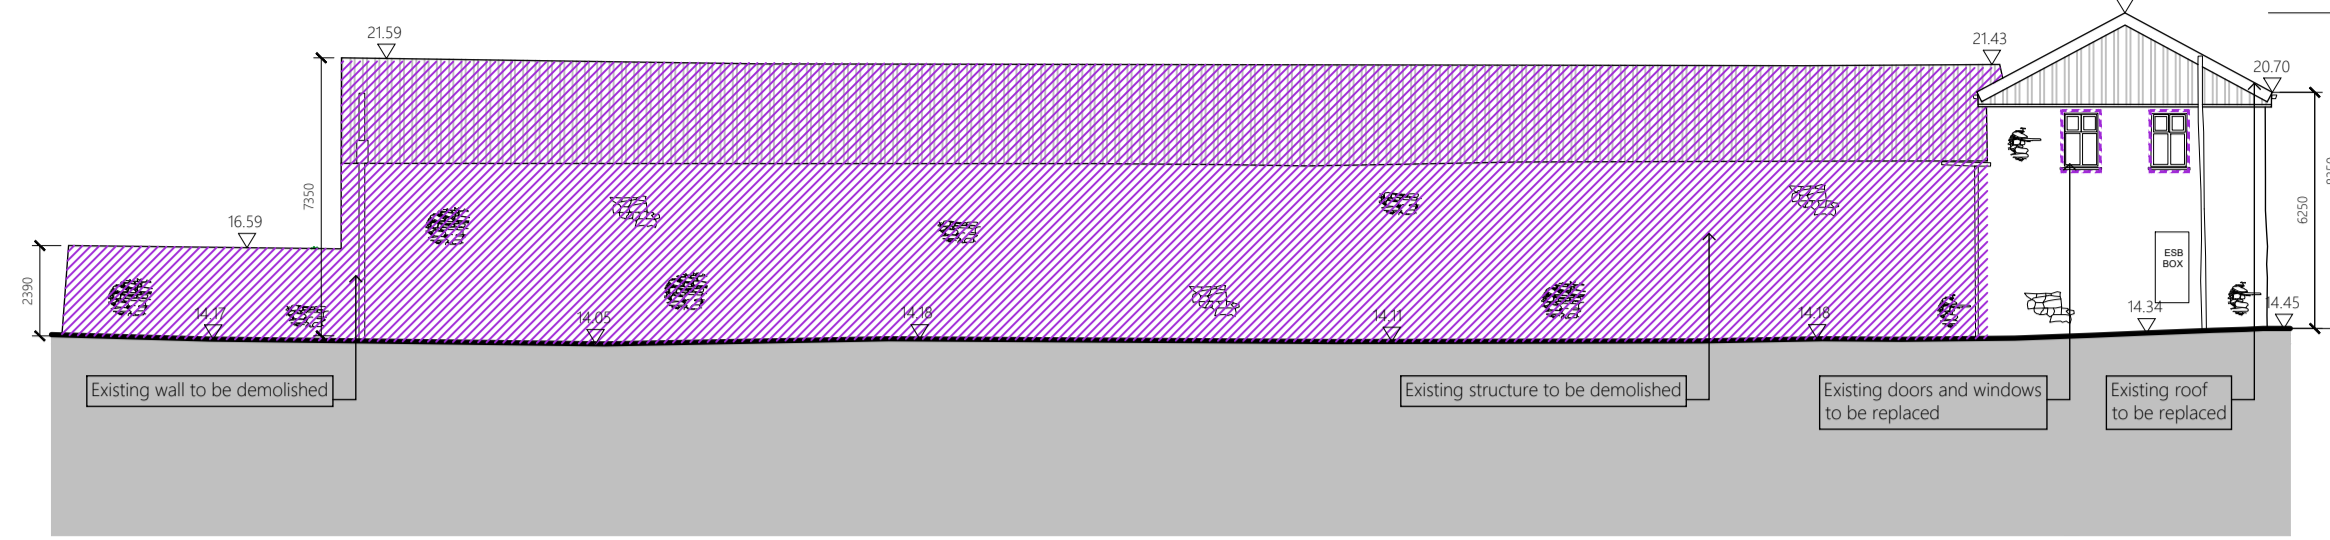 21.59
21.43
20.70
7350
16.59
6250
2390
ESB
BOX
14.17
14.05
14.18
14.11
14.18
14.34
14.45
Existing wall to be demolished
Existing structure to be demolished
Existing doors and windows
to be replaced
Existing roof
to be replaced